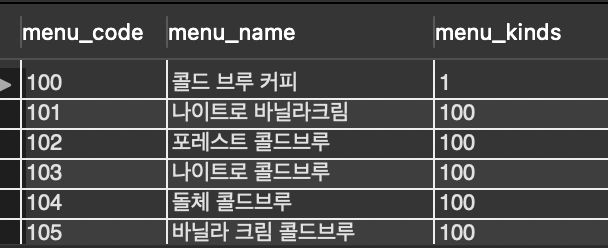 menu_code menu_name menu_kinds
100 콜드 브루 커피 1
101 나이트로 바닐라크림 100
102 포레스트 콜드브루 100
103 나이트로 콜드브루 100
104 돌체 콜드브루 100
105 바닐라 크림 콜드브루 100